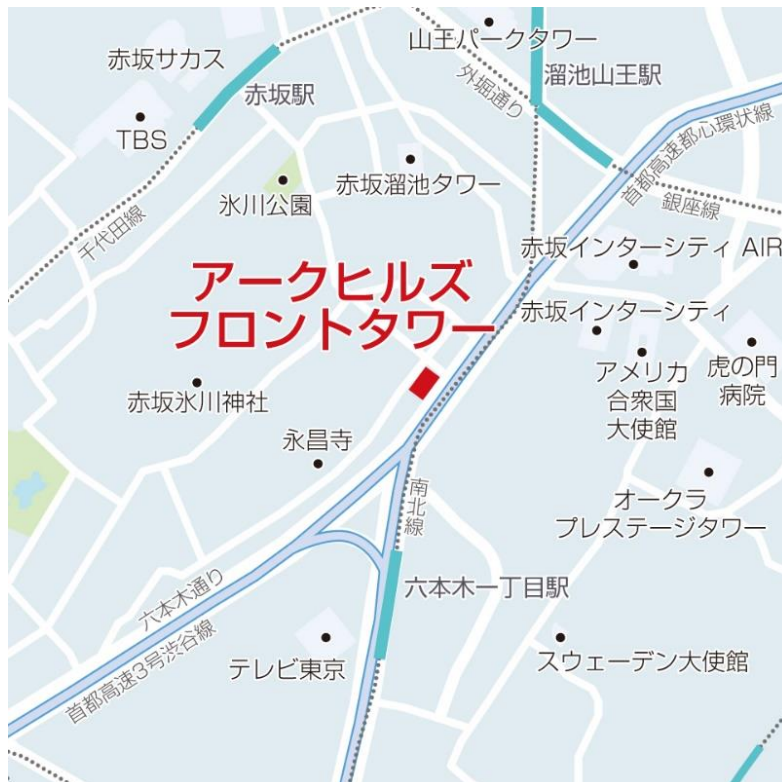 山王パークタワー
赤坂サカス
溜池山王駅
外堀通り
赤坂駅
首都高速都心環状線
TBS
赤坂溜池タワー
氷川公園
銀座線
千代田線
赤坂インターシティ AIR
アークヒルズ
フロントタワー
赤坂インターシティ
アメリカ
合衆国
大使館
虎の門
病院
赤坂氷川神社
永昌寺
南北線
オークラ
プレステージタワー
六本木通り
六本木一丁目駅
首都高速3号渋谷線
テレビ東京
スウェーデン大使館